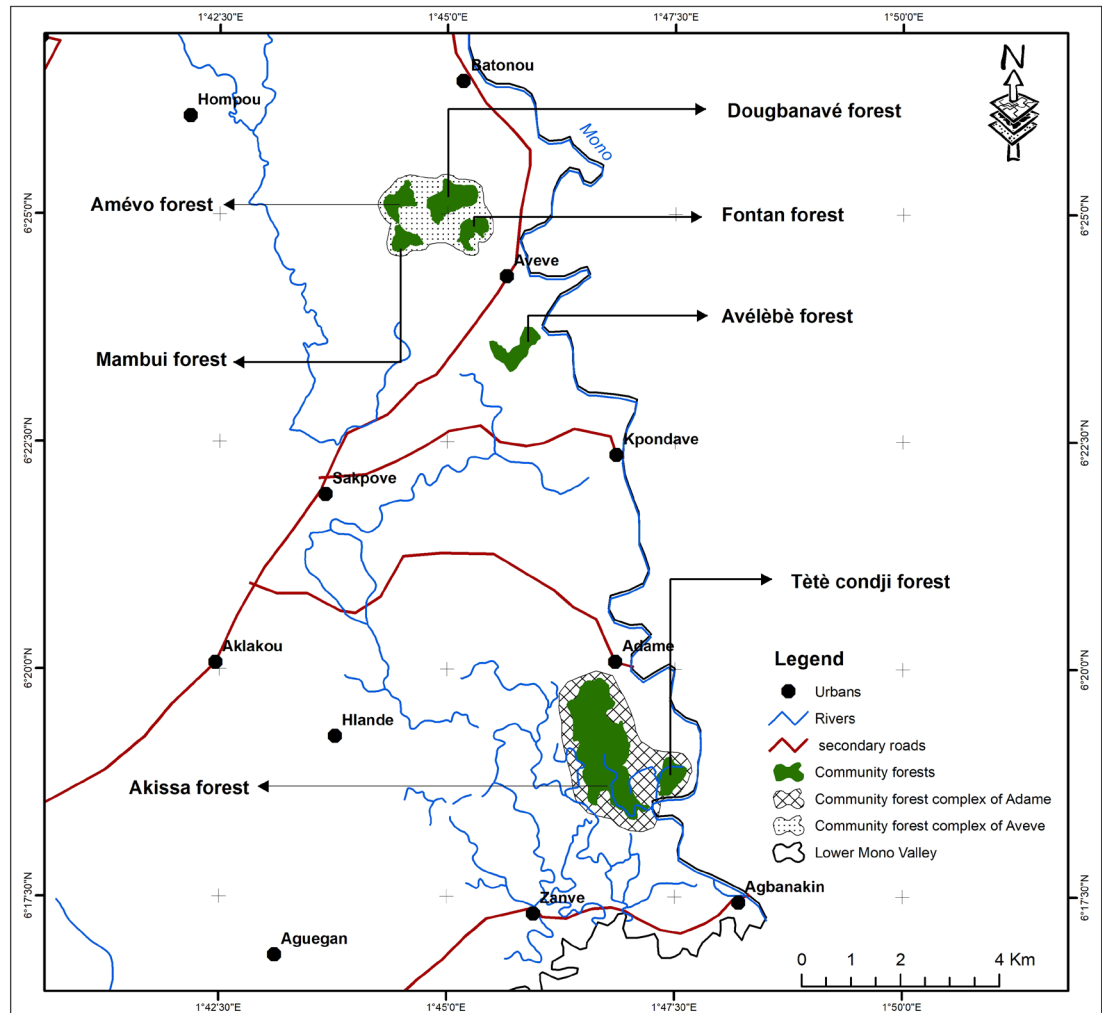 1°42'30"E
1°45'0"E
1°47'30"E
1°50'0"E
N
Batonou
Hompou
Dougbanavé forest
Mono
Amévo forest
6°25'0"N
6°25'0"N
Fontan forest
Aveve
Avélèbè forest
Mambui forest
6°22'30"N
6°22'30"N
Kpondave
Sakpove
Tètè condji forest
Aklakou
Adame
6°20'0"N
6°20'0"N
Legend
Urbans
Rivers
secondary roads
Community forests
Community forest complex of Adame
Community forest complex of Aveve
Lower Mono Valley
Hlande
Akissa forest
6°17'30"N
6°17'30"N
Zanve
Agbanakin
Aguegan
0 1 2 4 Km
1°42'30"E
1°45'0"E
1°47'30"E
1°50'0"E